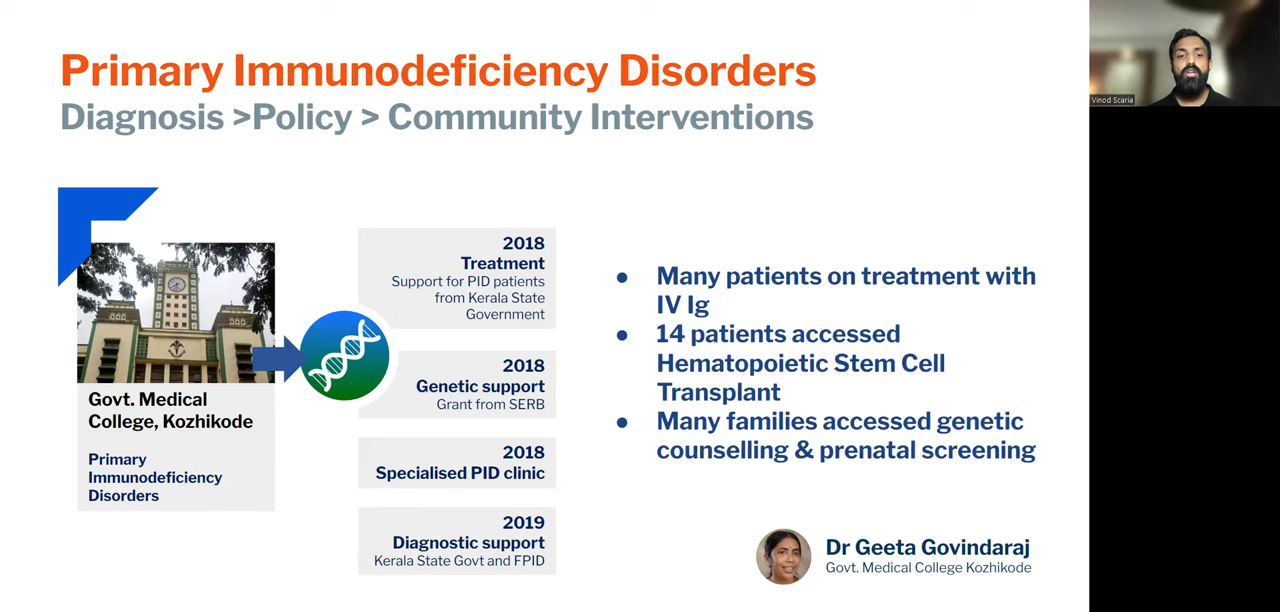 Primary Immunodeficiency Disorders
Diagnosis >Policy > Community Interventions
Vinod Scaria
Govt. Medical
College, Kozhikode
Primary
Immunodeficiency
Disorders
2018
Treatment
Support for PID patients
from Kerala State
Government
2018
Genetic support
Grant from SERB
2018
Specialised PID clinic
2019
Diagnostic support
Kerala State Govt and FPID
● Many patients on treatment with
IV Ig
● 14 patients accessed
Hematopoietic Stem Cell
Transplant
● Many families accessed genetic
counselling & prenatal screening
Dr Geeta Govindaraj
Govt. Medical College Kozhikode